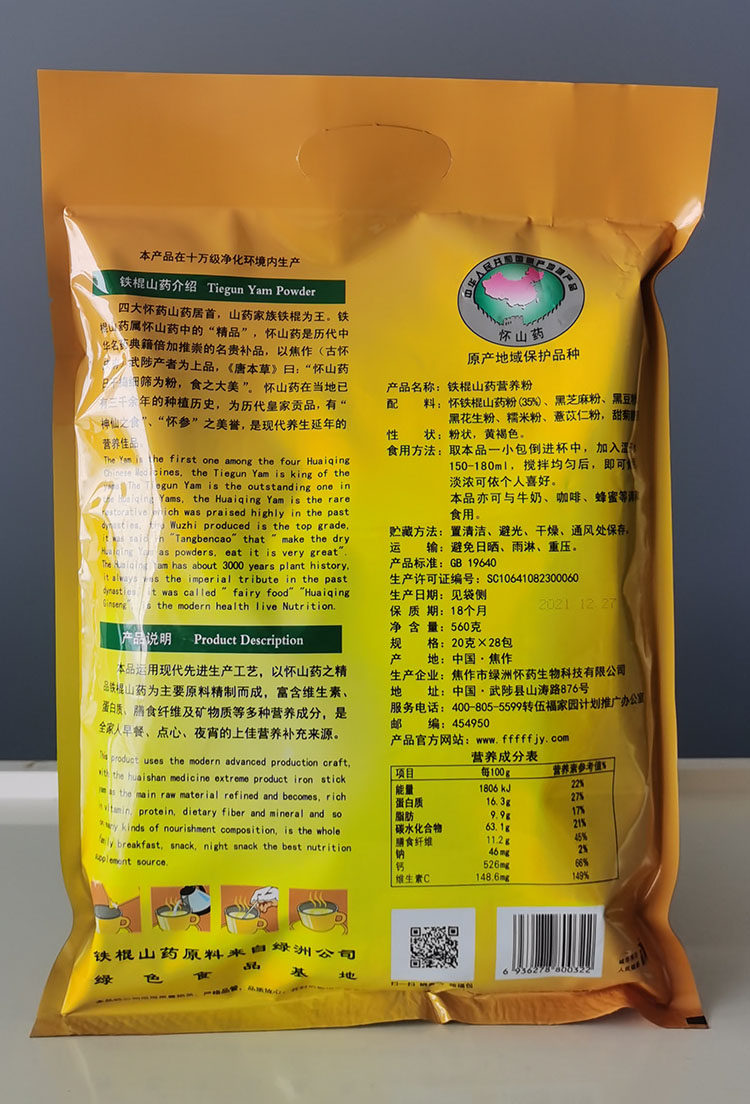 本产品在十万级净化环境内生产
铁棍山药介绍 Tiegun Yam Powder
四大怀药山药居首，山药家族铁棍为王。铁
棍山药属怀山药中的“精品”，怀山药是历代中
华名药典籍倍加推崇的名贵补品，以焦作（古怀
武陟产者为上品，《唐本草》曰：“怀山药
日干细筛为粉，食之大美”。怀山药在当地已
有三千余年的种植历史，为历代皇家贡品，有“
神仙之食”、“怀参”之美誉，是现代养生延年的
营养佳品。
The Yam is the first one among the four Huaiqing
Chinese Medicines, the Tiegun Yam is king of the
Yam. The Tiegun Yam is the outstanding one in
the Huaiqing Yams, the Huaiqing Yam is the rare
restorative which was praised highly in the past
dynasties, the Wuzhi produced is the top grade,
it was said in "Tangbencao" that " make the dry
Huaiqing Yam as powders, eat it is very great".
The Huaiqing Yam has about 3000 years plant history,
it always was the imperial tribute in the past
dynasties, it was called " fairy food" "Huaiqing
Ginseng", is the modern health live Nutrition.
产品说明 Product Description
本品运用现代先进生产工艺，以怀山药之精
品铁棍山药为主要原料精制而成，富含维生素、
蛋白质、膳食纤维及矿物质等多种营养成分，是
全家人早餐、点心、夜宵的上佳营养补充来源。
This product uses the modern advanced production craft,
with the huaishan medicine extreme product iron stick
yam as the main raw material refined and becomes, rich
in vitamin, protein, dietary fiber and mineral and so
on many kinds of nourishment composition, is the whole
family breakfast, snack, night snack the best nutrition
supplement source.
铁棍山药原料来自绿洲公司
绿色食品基地
中华人民共和国原产地域产品
怀山药
原产地域保护品种
产品名称：铁棍山药营养粉
配 料：怀铁棍山药粉(35%)、黑芝麻粉、黑豆粉
黑花生粉、糯米粉、薏苡仁粉，甜菊糖
性 状：粉状，黄褐色。
食用方法：取本品一小包倒进杯中，加入温
150-180ml，搅拌均匀后，即可
淡浓可依个人喜好。
本品亦可与牛奶、咖啡、蜂蜜等
食用。
贮藏方法：置清洁、避光、干燥、通风处保存，
运 输：避免日晒、雨淋、重压。
产品标准：GB 19640
生产许可证编号：SC10641082300060
生产日期：见袋侧
2021 12 27
保 质 期：18个月
净 含 量：560克
规 格：20克×28包
产 地：中国·焦作
生产企业：焦作市绿洲怀药生物科技有限公司
地 址：中国·武陟县山涛路876号
服务电话：400-805-5599转伍福家园计划推广办公室
邮 编：454950
产品官方网站：www.fffffjy.com
营养成分表
项目 每100g 营养素参考值%
能量 1806 kJ 22%
蛋白质 16.3g 27%
脂肪 9.9g 17%
碳水化合物 63.1g 21%
膳食纤维 11.2g 45%
钠 46mg 2%
钙 526mg 66%
维生素C 148.6mg 149%
6 936278 800322
扫一扫